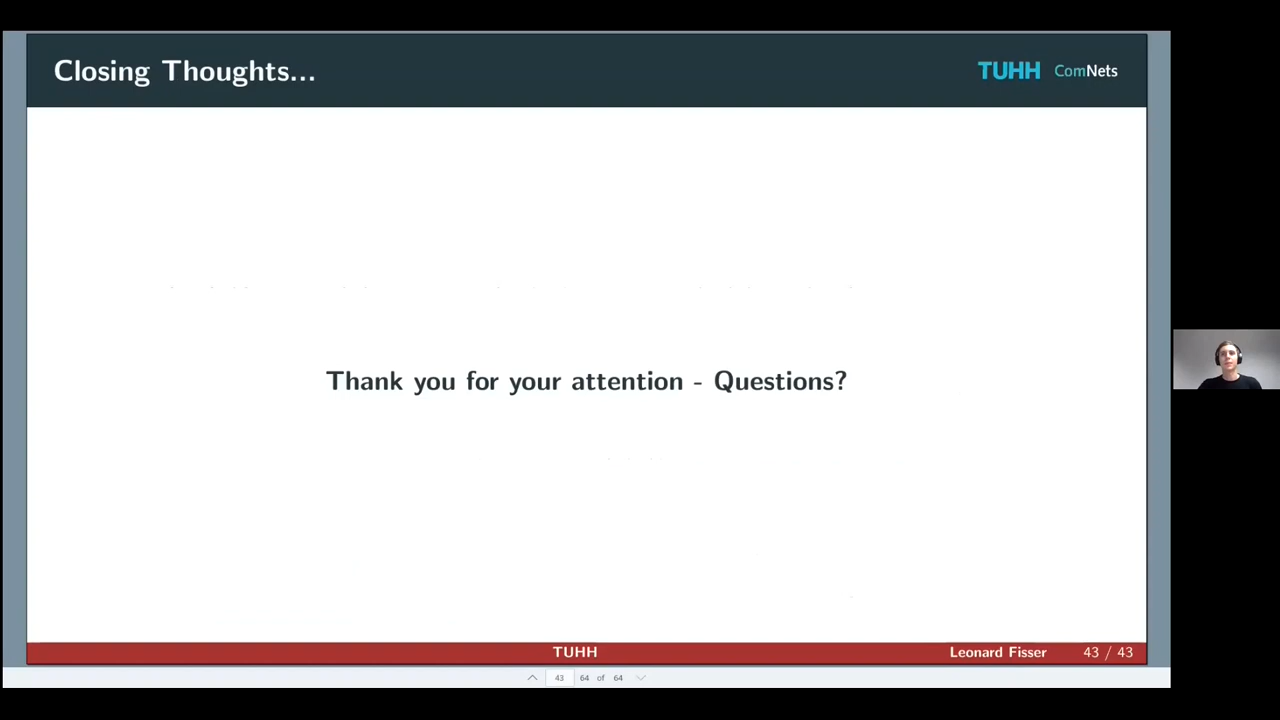 Closing Thoughts...
TUHH ComNets
Thank you for your attention - Questions?
TUHH
Leonard Fisser 43 / 43
43 64 of 64